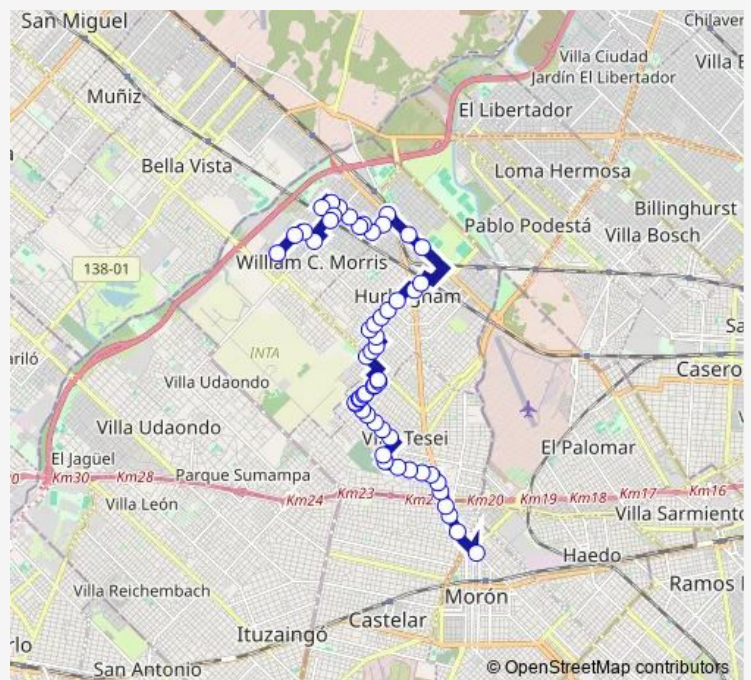 San Miguel
Chilaver
Villa Ciudad
Jardín El Libertador
Villa B
Muñiz
El Libertador
Bella Vista
Loma Hermosa
Billinghurst
Pablo Podestá
Villa Bosch
138-01
William C. Morris
Hurlingham
Sa
INTA
riló
Villa Udaondo
Casero
Villa Udaondo
Villa Tesei
El Palomar
El Jagüel
Km30
Km28
Parque Sumampa
Km24
Km23
Km20
Km19
Km18
Km17
Km16
Villa León
Villa Sarmiento
Haedo
Villa Reichembach
Morón
Ramos
Castelar
Ituzaingó
rlo
San Antonio
© OpenStreetMap contributors